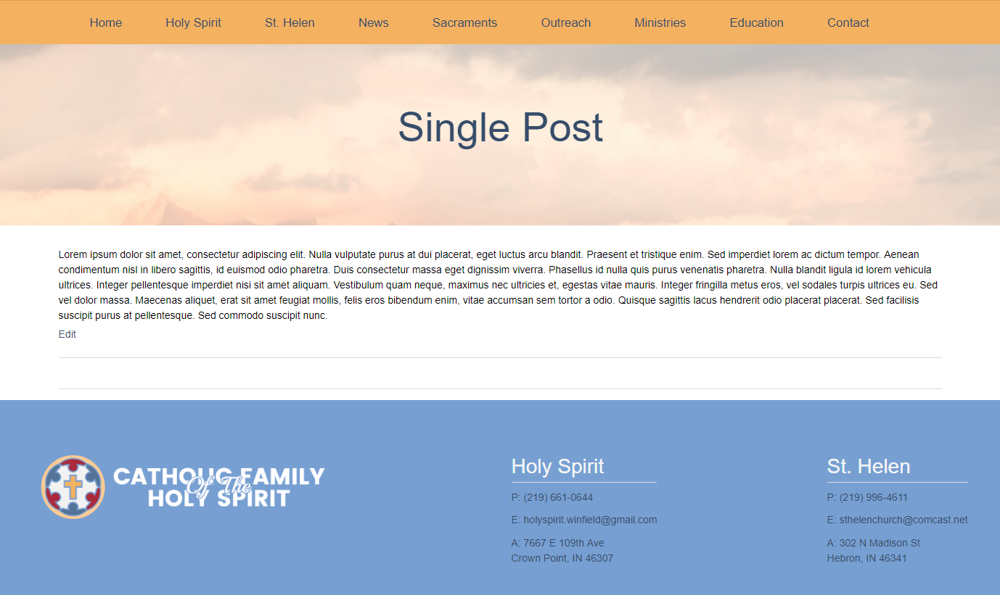 Home Holy Spirit St. Helen News Sacraments Outreach Ministries Education Contact
Single Post
Lorem ipsum dolor sit amet, consectetur adipiscing elit. Nulla vulputate purus at dui placerat, eget luctus arcu blandit. Praesent et tristique enim. Sed imperdiet lorem ac dictum tempor. Aenean
condimentum nisl in libero sagittis, id euismod odio pharetra. Duis consectetur massa eget dignissim viverra. Phasellus id nulla quis purus venenatis pharetra. Nulla blandit ligula id lorem vehicula
ultrices. Integer pellentesque imperdiet nisi sit amet aliquam. Vestibulum quam neque, maximus nec ultricies et, egestas vitae mauris. Integer fringilla metus eros, vel sodales turpis ultrices eu. Sed
vel dolor massa. Maecenas aliquet, erat sit amet feugiat mollis, felis eros bibendum enim, vitae accumsan sem tortor a odio. Quisque sagittis lacus hendrerit odio placerat placerat. Sed facilisis
suscipit purus at pellentesque. Sed commodo suscipit nunc.
Edit
CATHOLIC FAMILY
Of The
HOLY SPIRIT
Holy Spirit
P: (219) 661-0644
E: holyspirit.winfield@gmail.com
A: 7667 E 109th Ave
Crown Point, IN 46307
St. Helen
P: (219) 996-4611
E: sthelenchurch@comcast.net
A: 302 N Madison St
Hebron, IN 46341